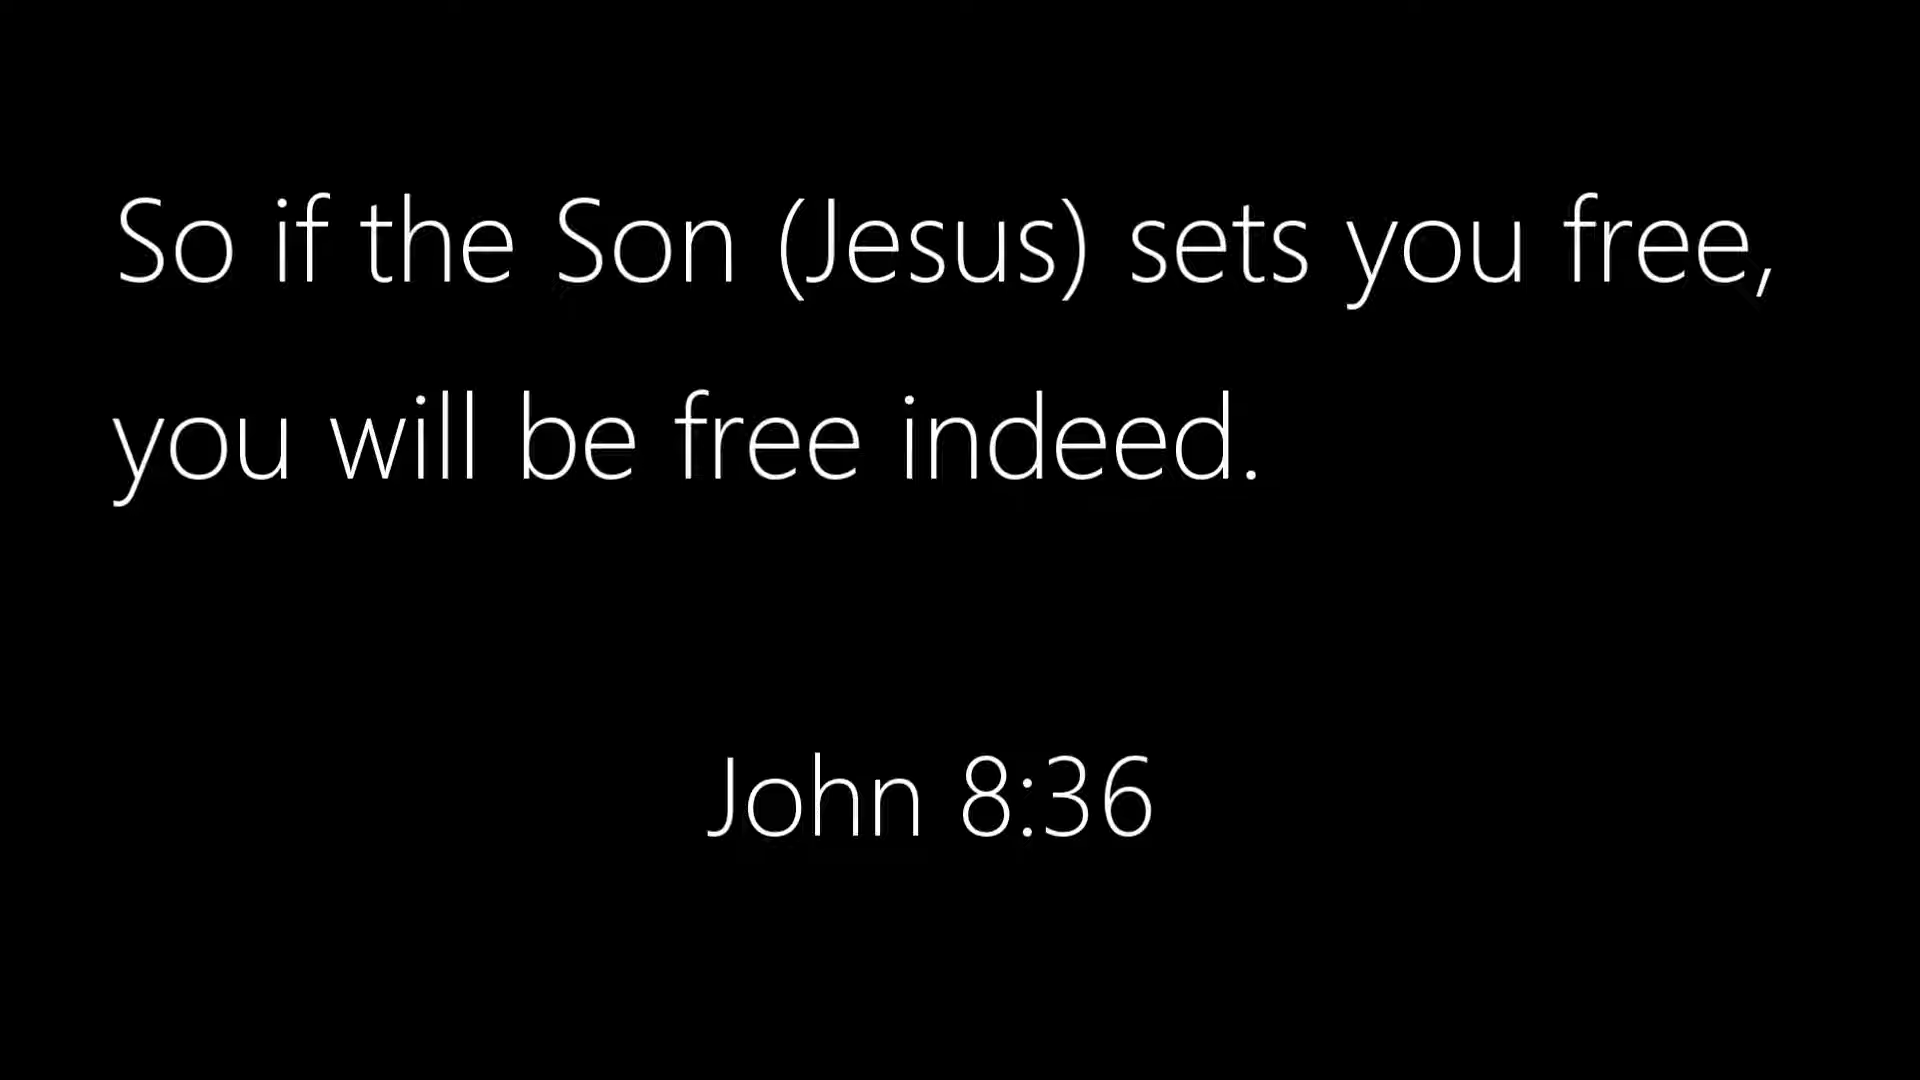 So if the Son (Jesus) sets you free,
you will be free indeed.
John 8:36